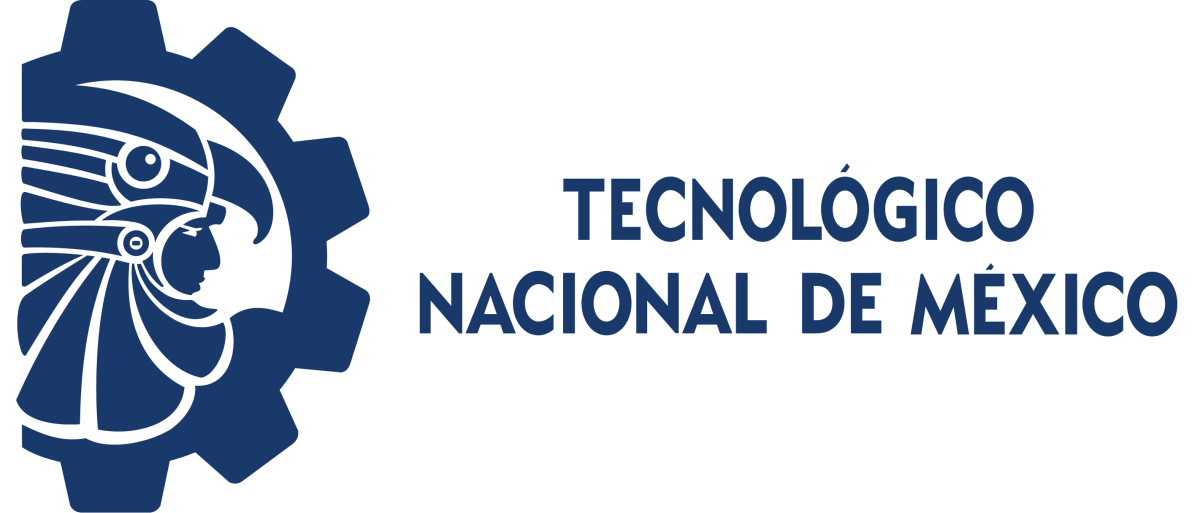 TECNOLÓGICO
NACIONAL DE MÉXICO